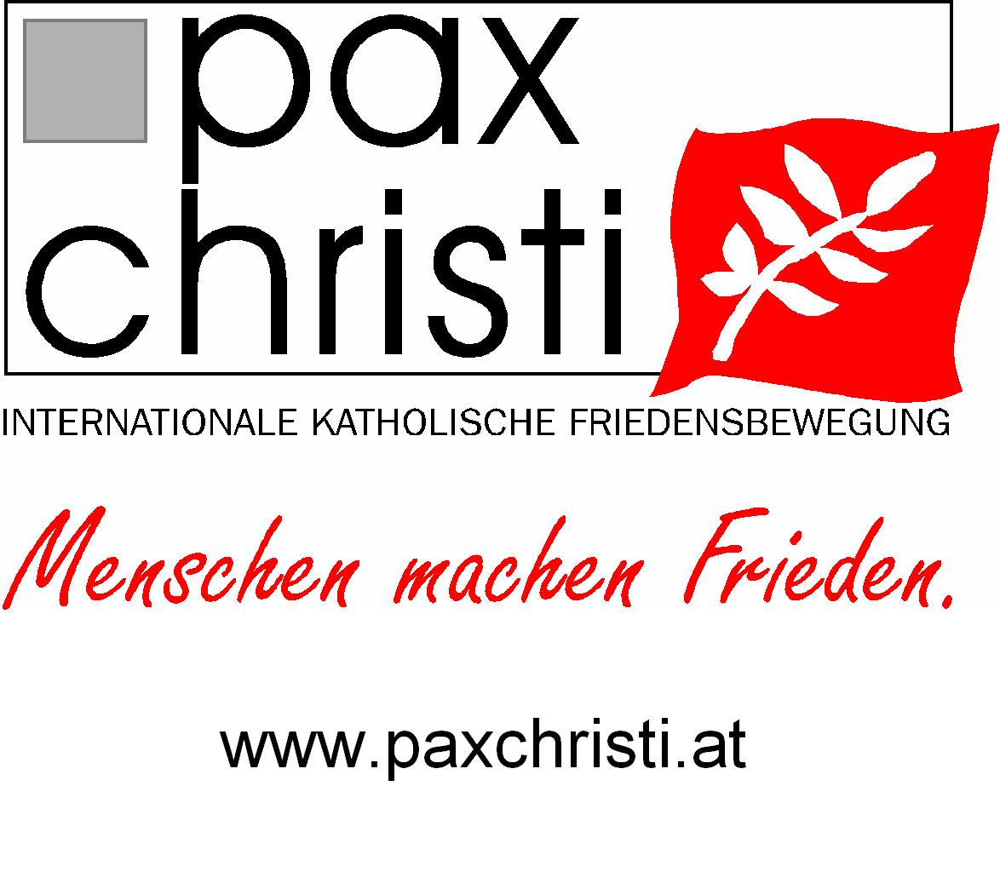 pax
christi
INTERNATIONALE KATHOLISCHE FRIEDENSBEWEGUNG
Menschen machen Frieden.
www.paxchristi.at